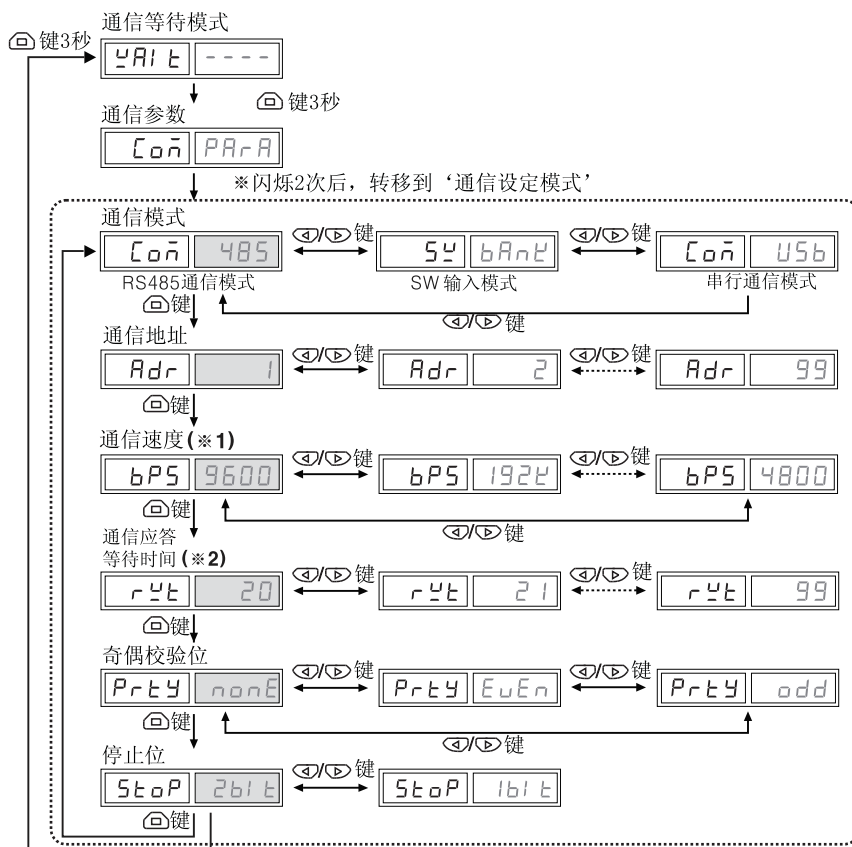 通信等待模式
键3秒
WAIt ----
键3秒
通信参数
Com PArA
※闪烁2次后，转移到‘通信设定模式’
通信模式
Com 485 / 键 SW bAnK / 键 Com USb
RS485通信模式 SW 输入模式 串行通信模式
键
/ 键
通信地址
Adr 1 / 键 Adr 2 / 键 Adr 99
键
通信速度(※1)
bPS 9600 / 键 bPS 192K / 键 bPS 4800
键
/ 键
通信应答
等待时间(※2)
rWt 20 / 键 rWt 21 / 键 rWt 99
键
奇偶校验位
PrtY nonE / 键 PrtY EvEn / 键 PrtY odd
键
/ 键
停止位
StoP 2bIt / 键 StoP 1bIt
键